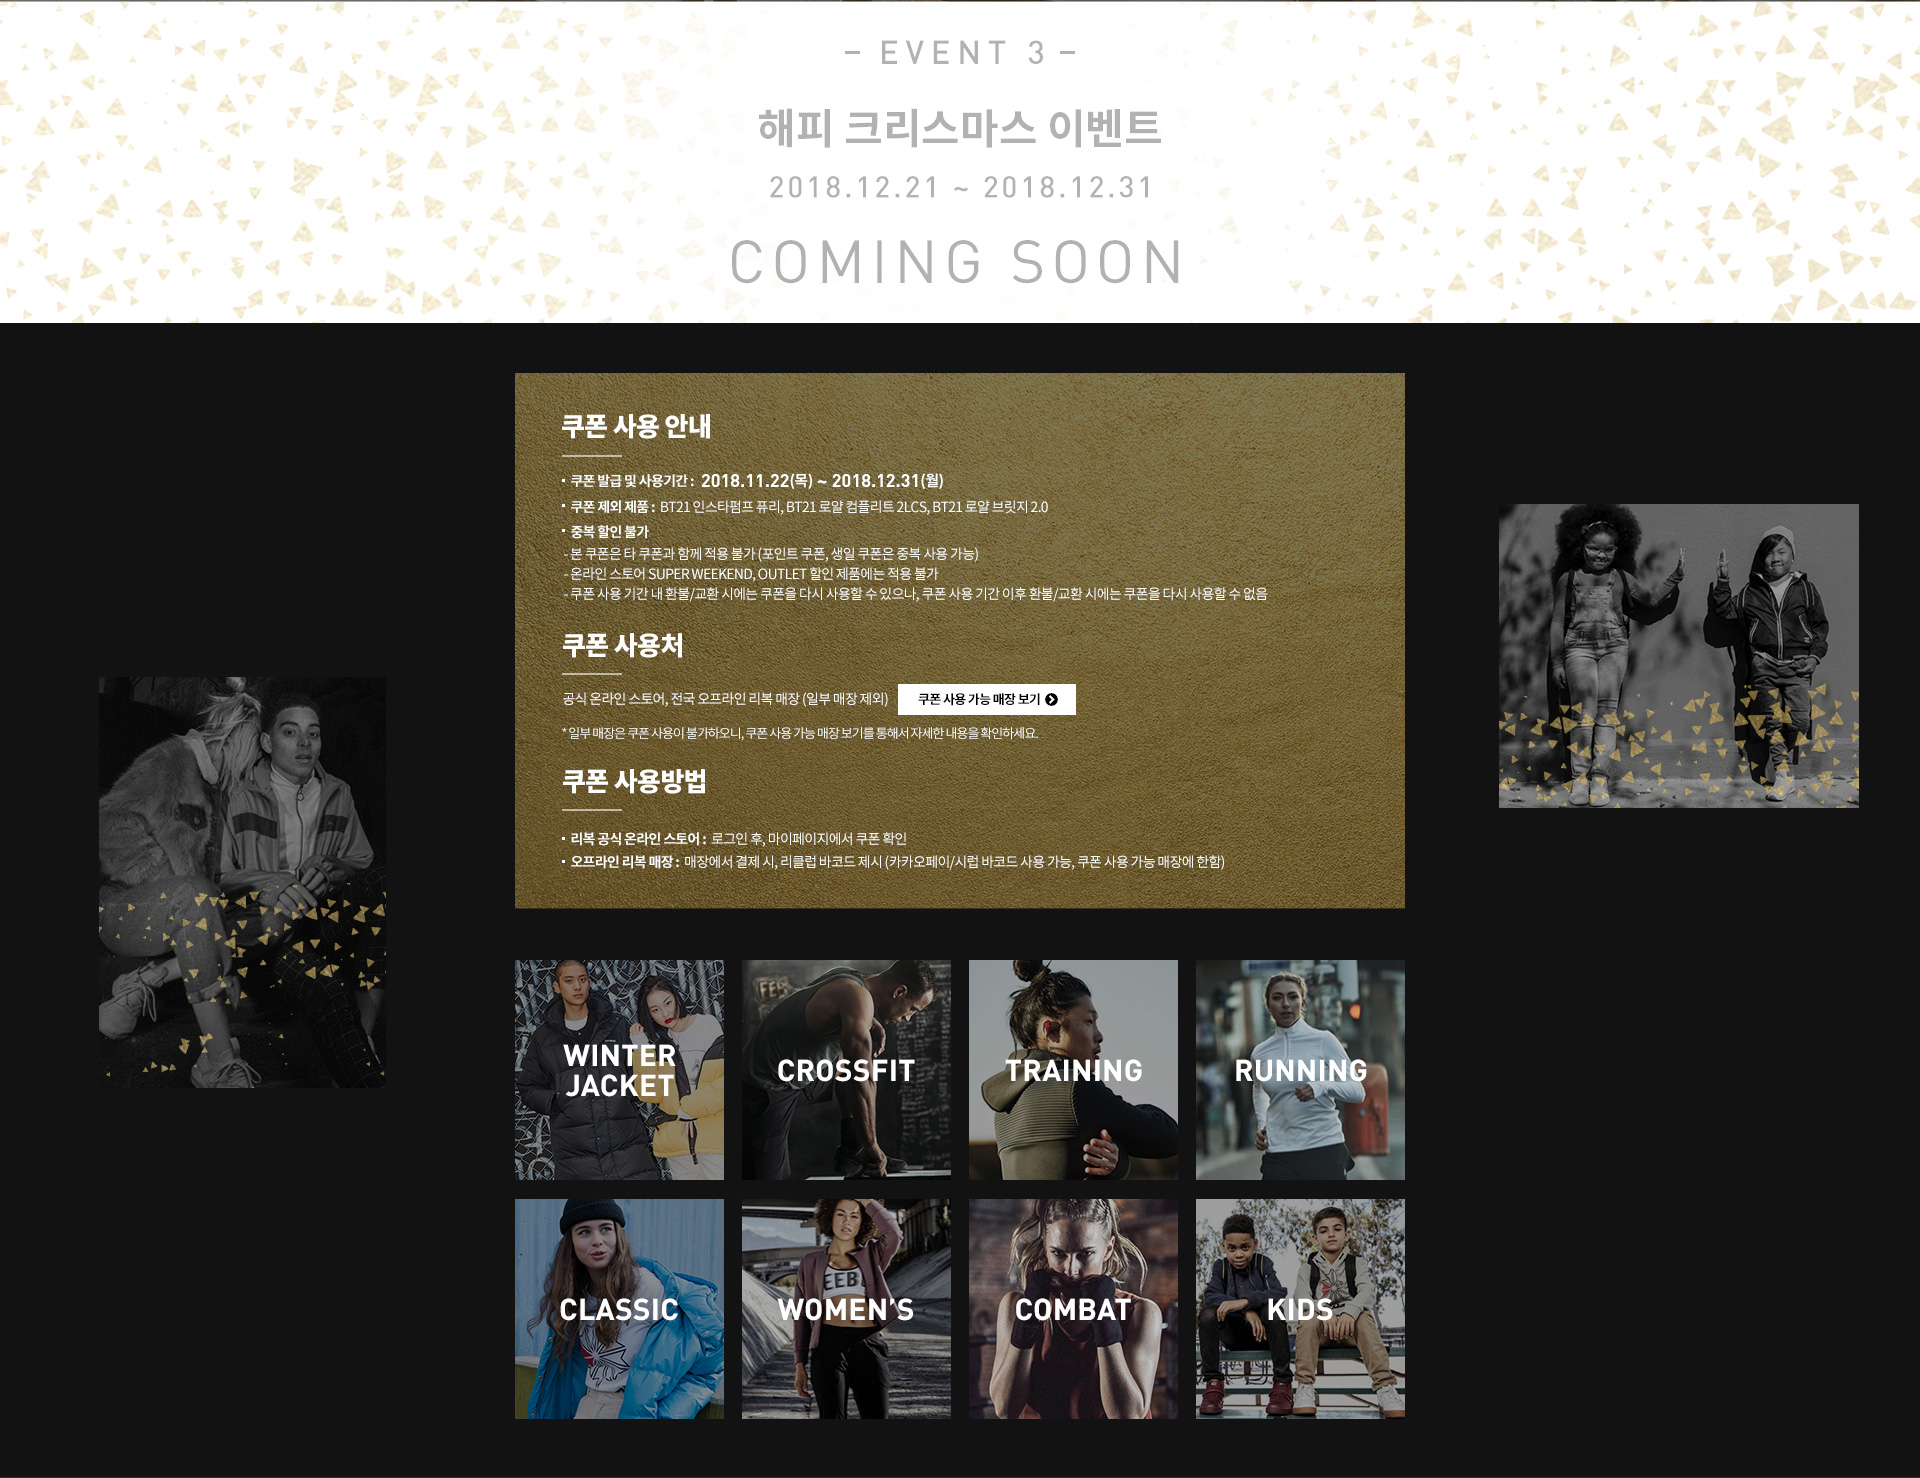 - EVENT 3 -
해피 크리스마스 이벤트
2018.12.21 ~ 2018.12.31
COMING SOON
쿠폰 사용 안내
· 쿠폰 발급 및 사용기간 : 2018.11.22(목) ~ 2018.12.31(월)
· 쿠폰 제외 제품 : BT21 인스타펌프 퓨리, BT21 로얄 컴플리트 2LCS, BT21 로얄 브릿지 2.0
· 중복 할인 불가
- 본 쿠폰은 타 쿠폰과 함께 적용 불가 (포인트 쿠폰, 생일 쿠폰은 중복 사용 가능)
- 온라인 스토어 SUPER WEEKEND, OUTLET 할인 제품에는 적용 불가
- 쿠폰 사용 기간 내 환불/교환 시에는 쿠폰을 다시 사용할 수 있으나, 쿠폰 사용 기간 이후 환불/교환 시에는 쿠폰을 다시 사용할 수 없음
쿠폰 사용처
공식 온라인 스토어, 전국 오프라인 리복 매장 (일부 매장 제외) 쿠폰 사용 가능 매장 보기
* 일부 매장은 쿠폰 사용이 불가하오니, 쿠폰 사용 가능 매장 보기를 통해서 자세한 내용을 확인하세요.
쿠폰 사용방법
· 리복 공식 온라인 스토어 : 로그인 후, 마이페이지에서 쿠폰 확인
· 오프라인 리복 매장 : 매장에서 결제 시, 리클럽 바코드 제시 (카카오페이/시럽 바코드 사용 가능, 쿠폰 사용 가능 매장에 한함)
WINTER
JACKET
CROSSFIT
TRAINING
RUNNING
CLASSIC
WOMEN'S
COMBAT
KIDS